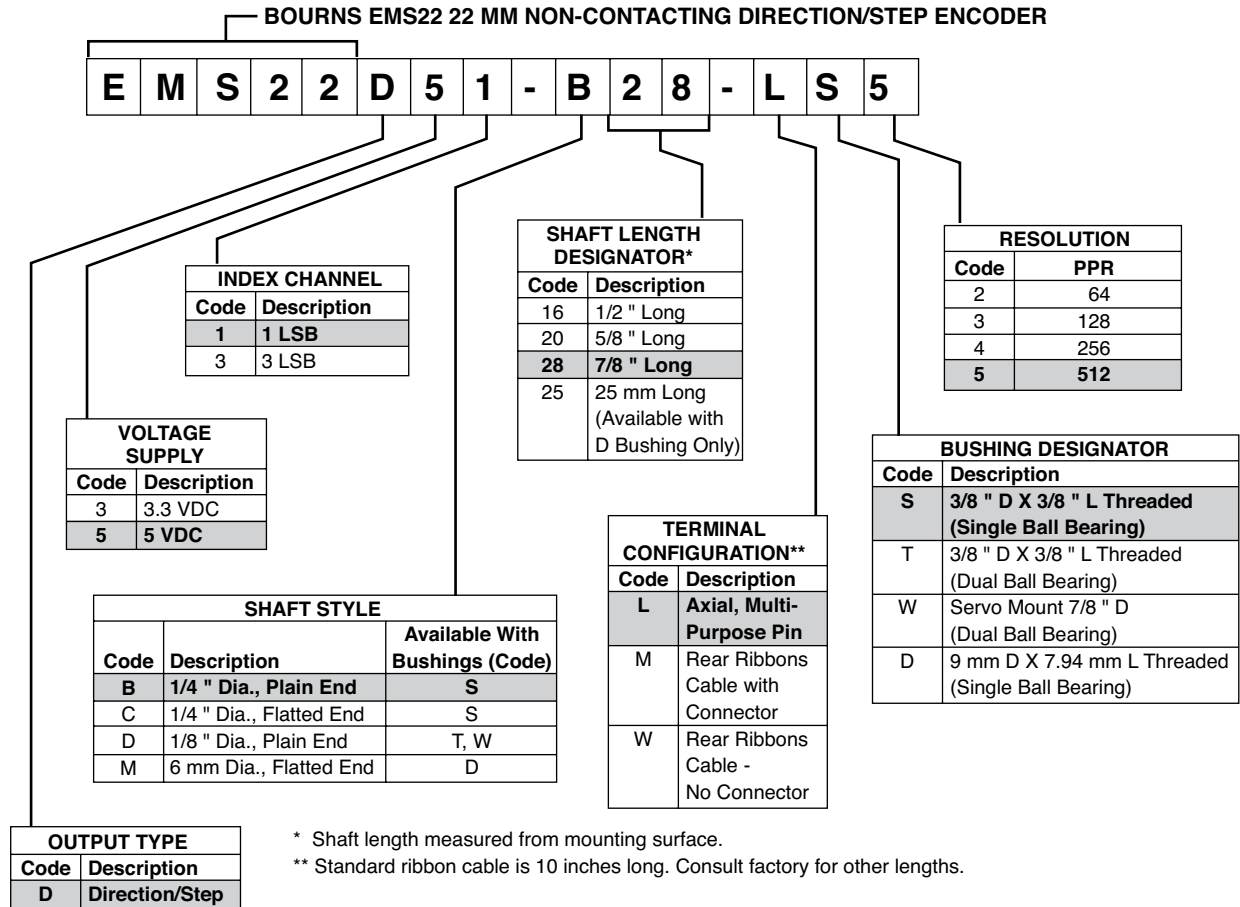 BOURNS EMS22 22 MM NON-CONTACTING DIRECTION/STEP ENCODER
E M S 2 2 D 5 1 - B 2 8 - L S 5
OUTPUT TYPE
Code Description
D Direction/Step
VOLTAGE
SUPPLY
Code Description
3 3.3 VDC
5 5 VDC
INDEX CHANNEL
Code Description
1 1 LSB
3 3 LSB
SHAFT STYLE
Code Description Available With
Bushings (Code)
B 1/4 " Dia., Plain End S
C 1/4 " Dia., Flatted End S
D 1/8 " Dia., Plain End T, W
M 6 mm Dia., Flatted End D
SHAFT LENGTH
DESIGNATOR*
Code Description
16 1/2 " Long
20 5/8 " Long
28 7/8 " Long
25 25 mm Long
(Available with
D Bushing Only)
TERMINAL
CONFIGURATION**
Code Description
L Axial, Multi-
Purpose Pin
M Rear Ribbons
Cable with
Connector
W Rear Ribbons
Cable -
No Connector
BUSHING DESIGNATOR
Code Description
S 3/8 " D X 3/8 " L Threaded
(Single Ball Bearing)
T 3/8 " D X 3/8 " L Threaded
(Dual Ball Bearing)
W Servo Mount 7/8 " D
(Dual Ball Bearing)
D 9 mm D X 7.94 mm L Threaded
(Single Ball Bearing)
RESOLUTION
Code PPR
2 64
3 128
4 256
5 512
* Shaft length measured from mounting surface.
** Standard ribbon cable is 10 inches long. Consult factory for other lengths.